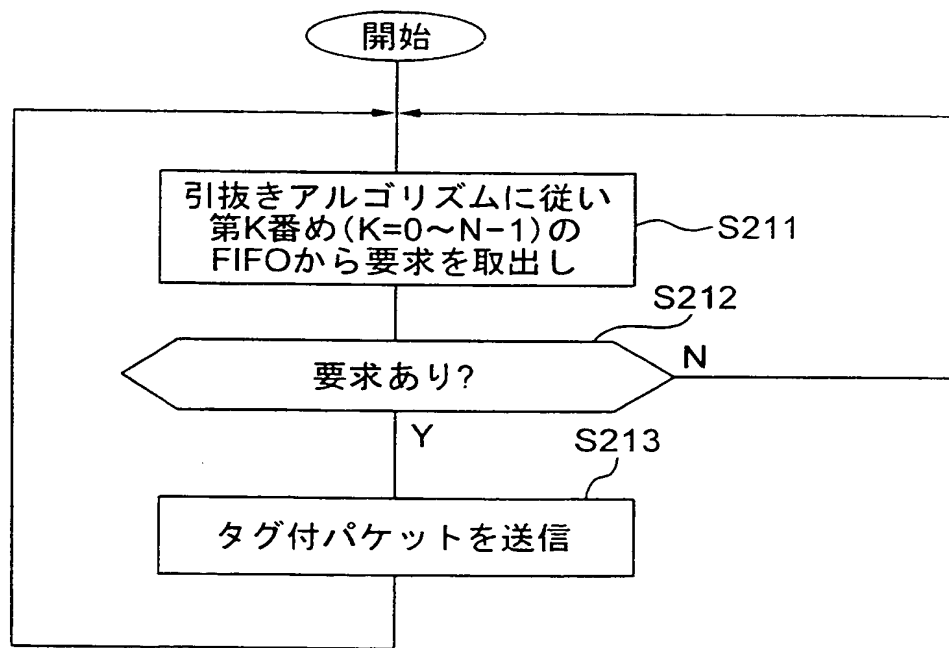 開始
引抜きアルゴリズムに従い
第K番め(K=0～N-1)の
FIFOから要求を取出し
S211
S212
要求あり?
N
Y
S213
タグ付パケットを送信